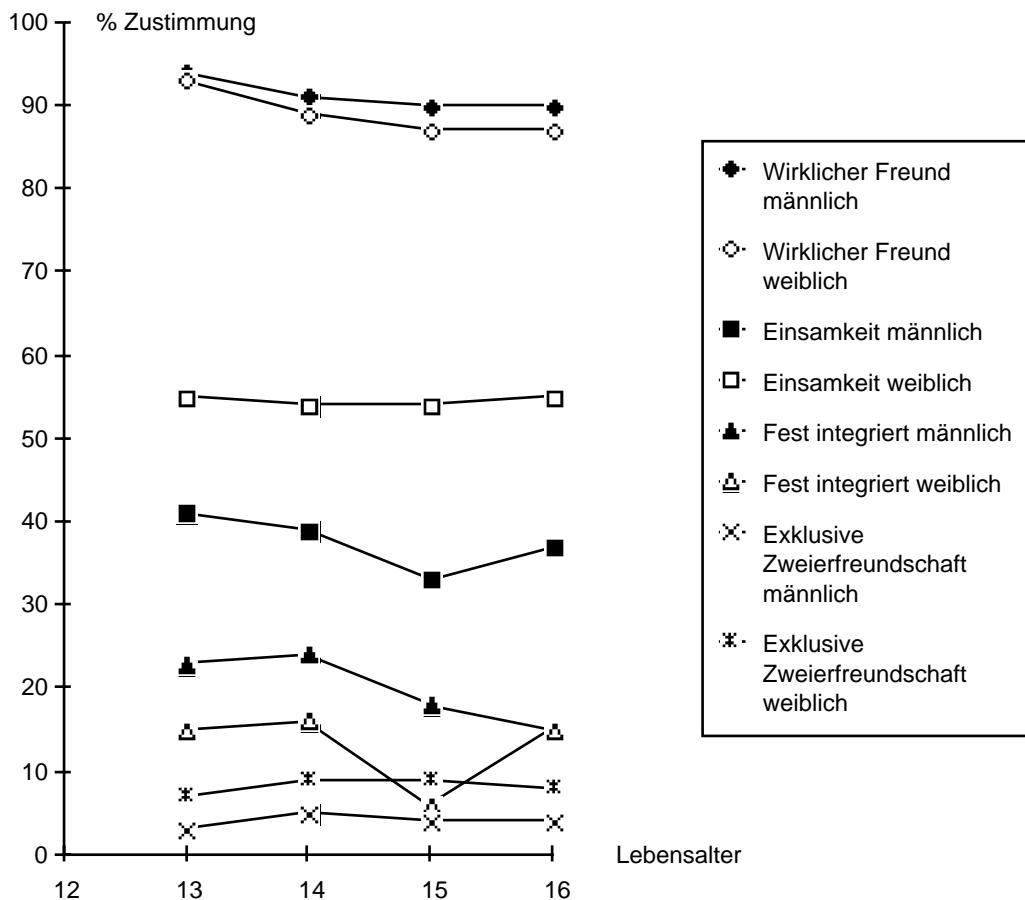 100
% Zustimmung
90
80
70
60
50
40
30
20
10
0
12
13
14
15
16
Lebensalter
Wirklicher Freund
männlich
Wirklicher Freund
weiblich
Einsamkeit männlich
Einsamkeit weiblich
Fest integriert männlich
Fest integriert weiblich
Exklusive
Zweierfreundschaft
männlich
Exklusive
Zweierfreundschaft
weiblich